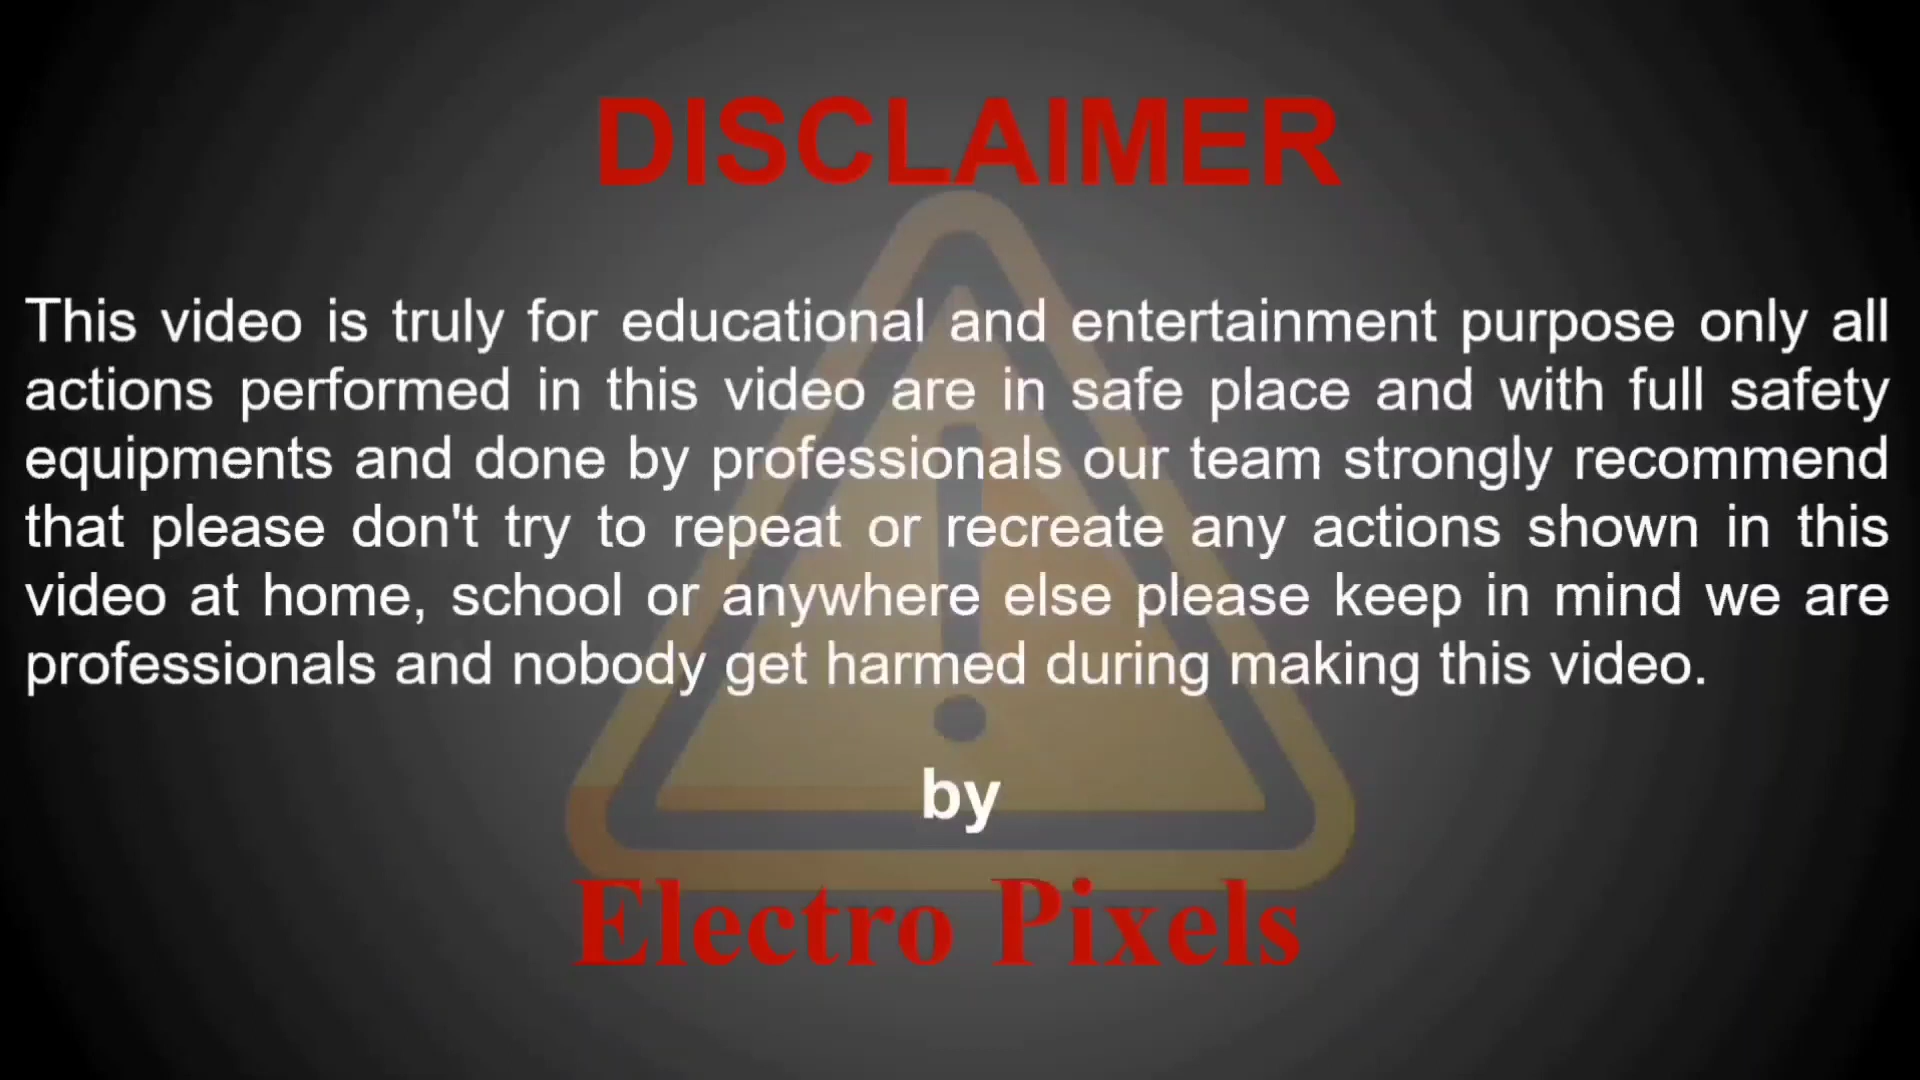 DISCLAIMER
This video is truly for educational and entertainment purpose only all
actions performed in this video are in safe place and with full safety
equipments and done by professionals our team strongly recommend
that please don't try to repeat or recreate any actions shown in this
video at home, school or anywhere else please keep in mind we are
professionals and nobody get harmed during making this video.
by
Electro Pixels